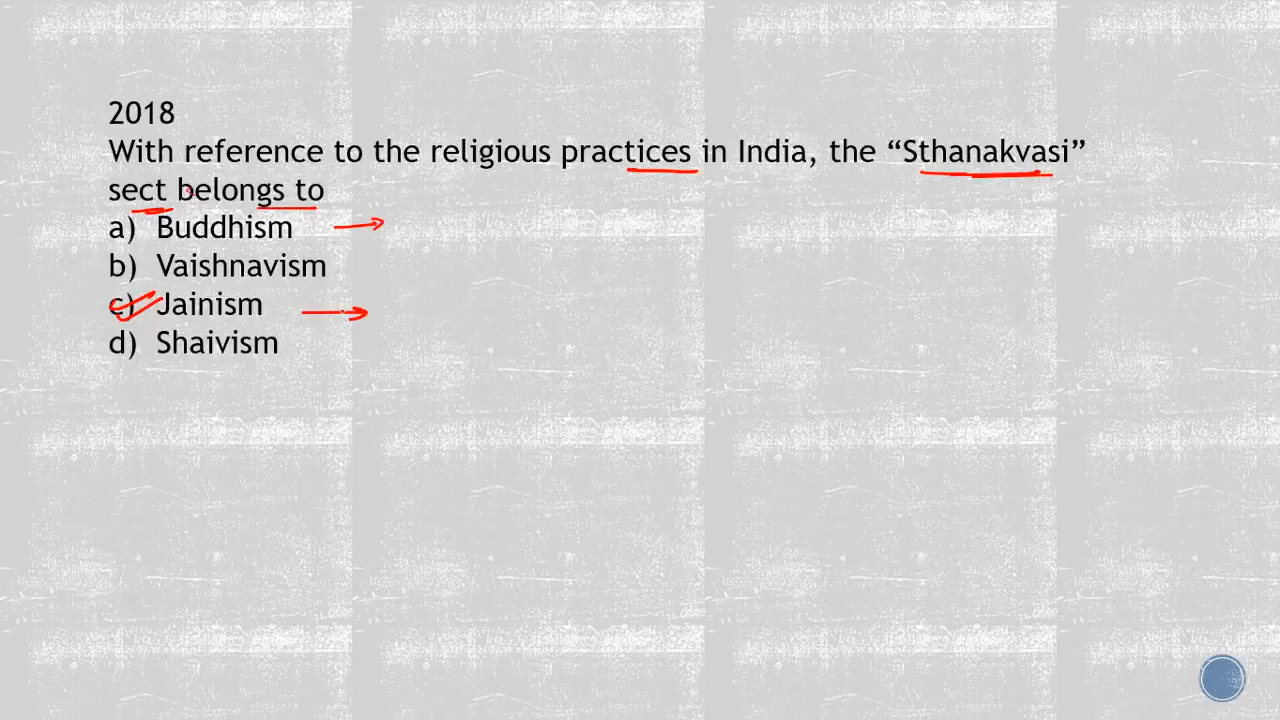 2018
With reference to the religious practices in India, the “Sthanakvasi”
sect belongs to
a) Buddhism
b) Vaishnavism
c) Jainism
d) Shaivism